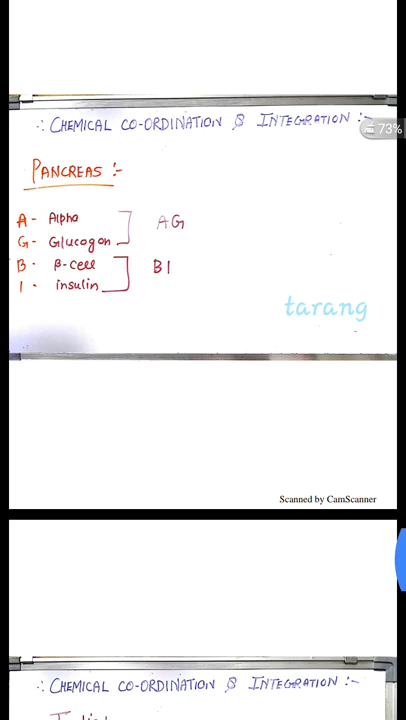 ∴ CHEMICAL CO-ORDINATION & INTEGRATION :-
73%
PANCREAS :-
A - Alpha
G - Glucogon
AG
B - β-cell
I - insulin
BI
tarang
Scanned by CamScanner
∴ CHEMICAL CO-ORDINATION & INTEGRATION :-